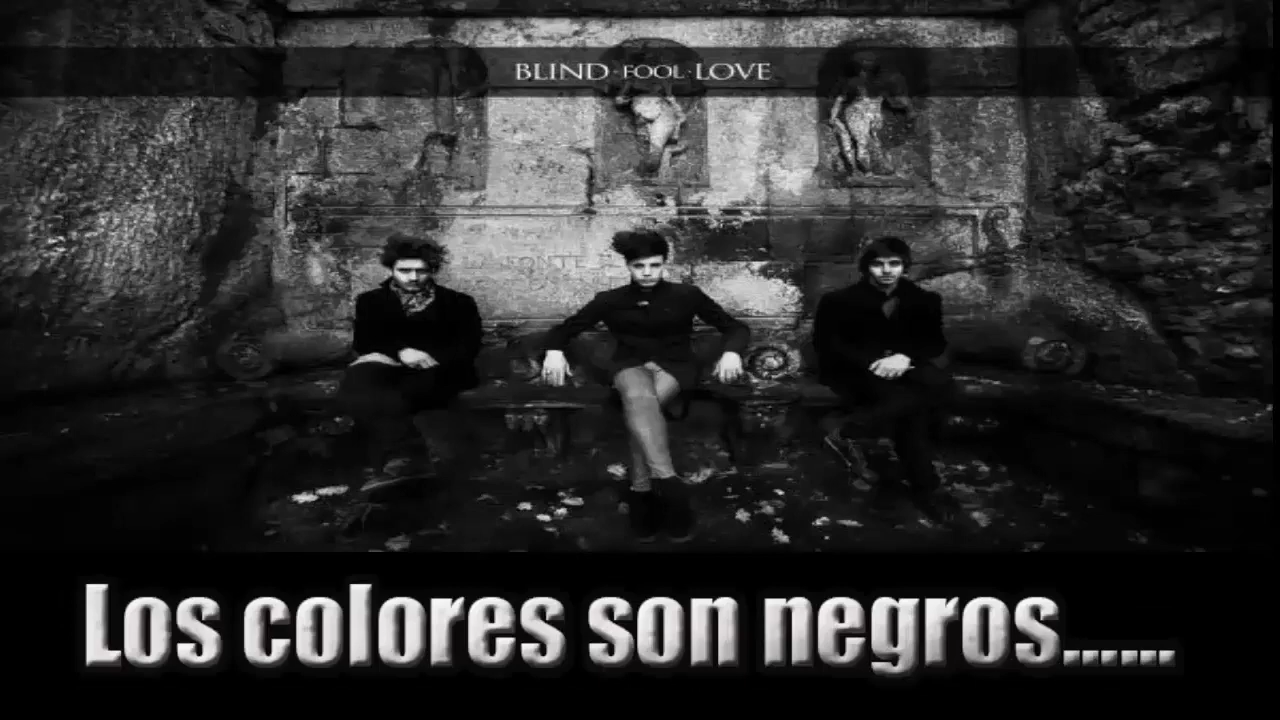 BLIND · FOOL · LOVE
Los colores son negros......